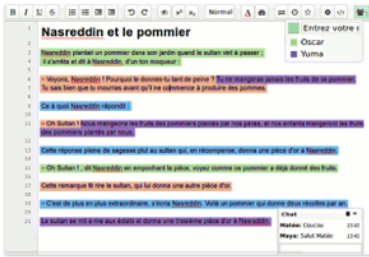 Normal
Entrez votre
Oscar
Yuma
Nasreddin et le pommier
Nasreddin plantait un pommier dans son jardin quand le sultan vint à passer ;
il s'arrêta et dit à Nasreddin, d'un ton moqueur :
– Voyons, Nasreddin ! Pourquoi te donnes-tu tant de peine ? Tu ne mangeras jamais les fruits de ce pommier.
Tu sais bien que tu mourras avant qu'il ne commence à produire des pommes.
Ce à quoi Nasreddin répondit :
– Oh Sultan ! Nous mangeons les fruits des pommiers plantés par nos pères, et nos enfants mangeront les fruits
des pommiers plantés par nous.
Cette réponse pleine de sagesse plut au sultan qui, en récompense, donna une pièce d'or à Nasreddin.
– Oh Sultan !, dit Nasreddin en empochant la pièce, voyez comme ce pommier a déjà donné des fruits.
Cette remarque fit rire le sultan, qui lui donna une autre pièce d'or.
– C'est de plus en plus extraordinaire, s'écria Nasreddin. Voilà un pommier qui donne deux récoltes par an.
Le sultan se mit à rire aux éclats et donna une troisième pièce d'or à Nasreddin.
Chat
Matéo: Coucou
Maya: Salut Matéo